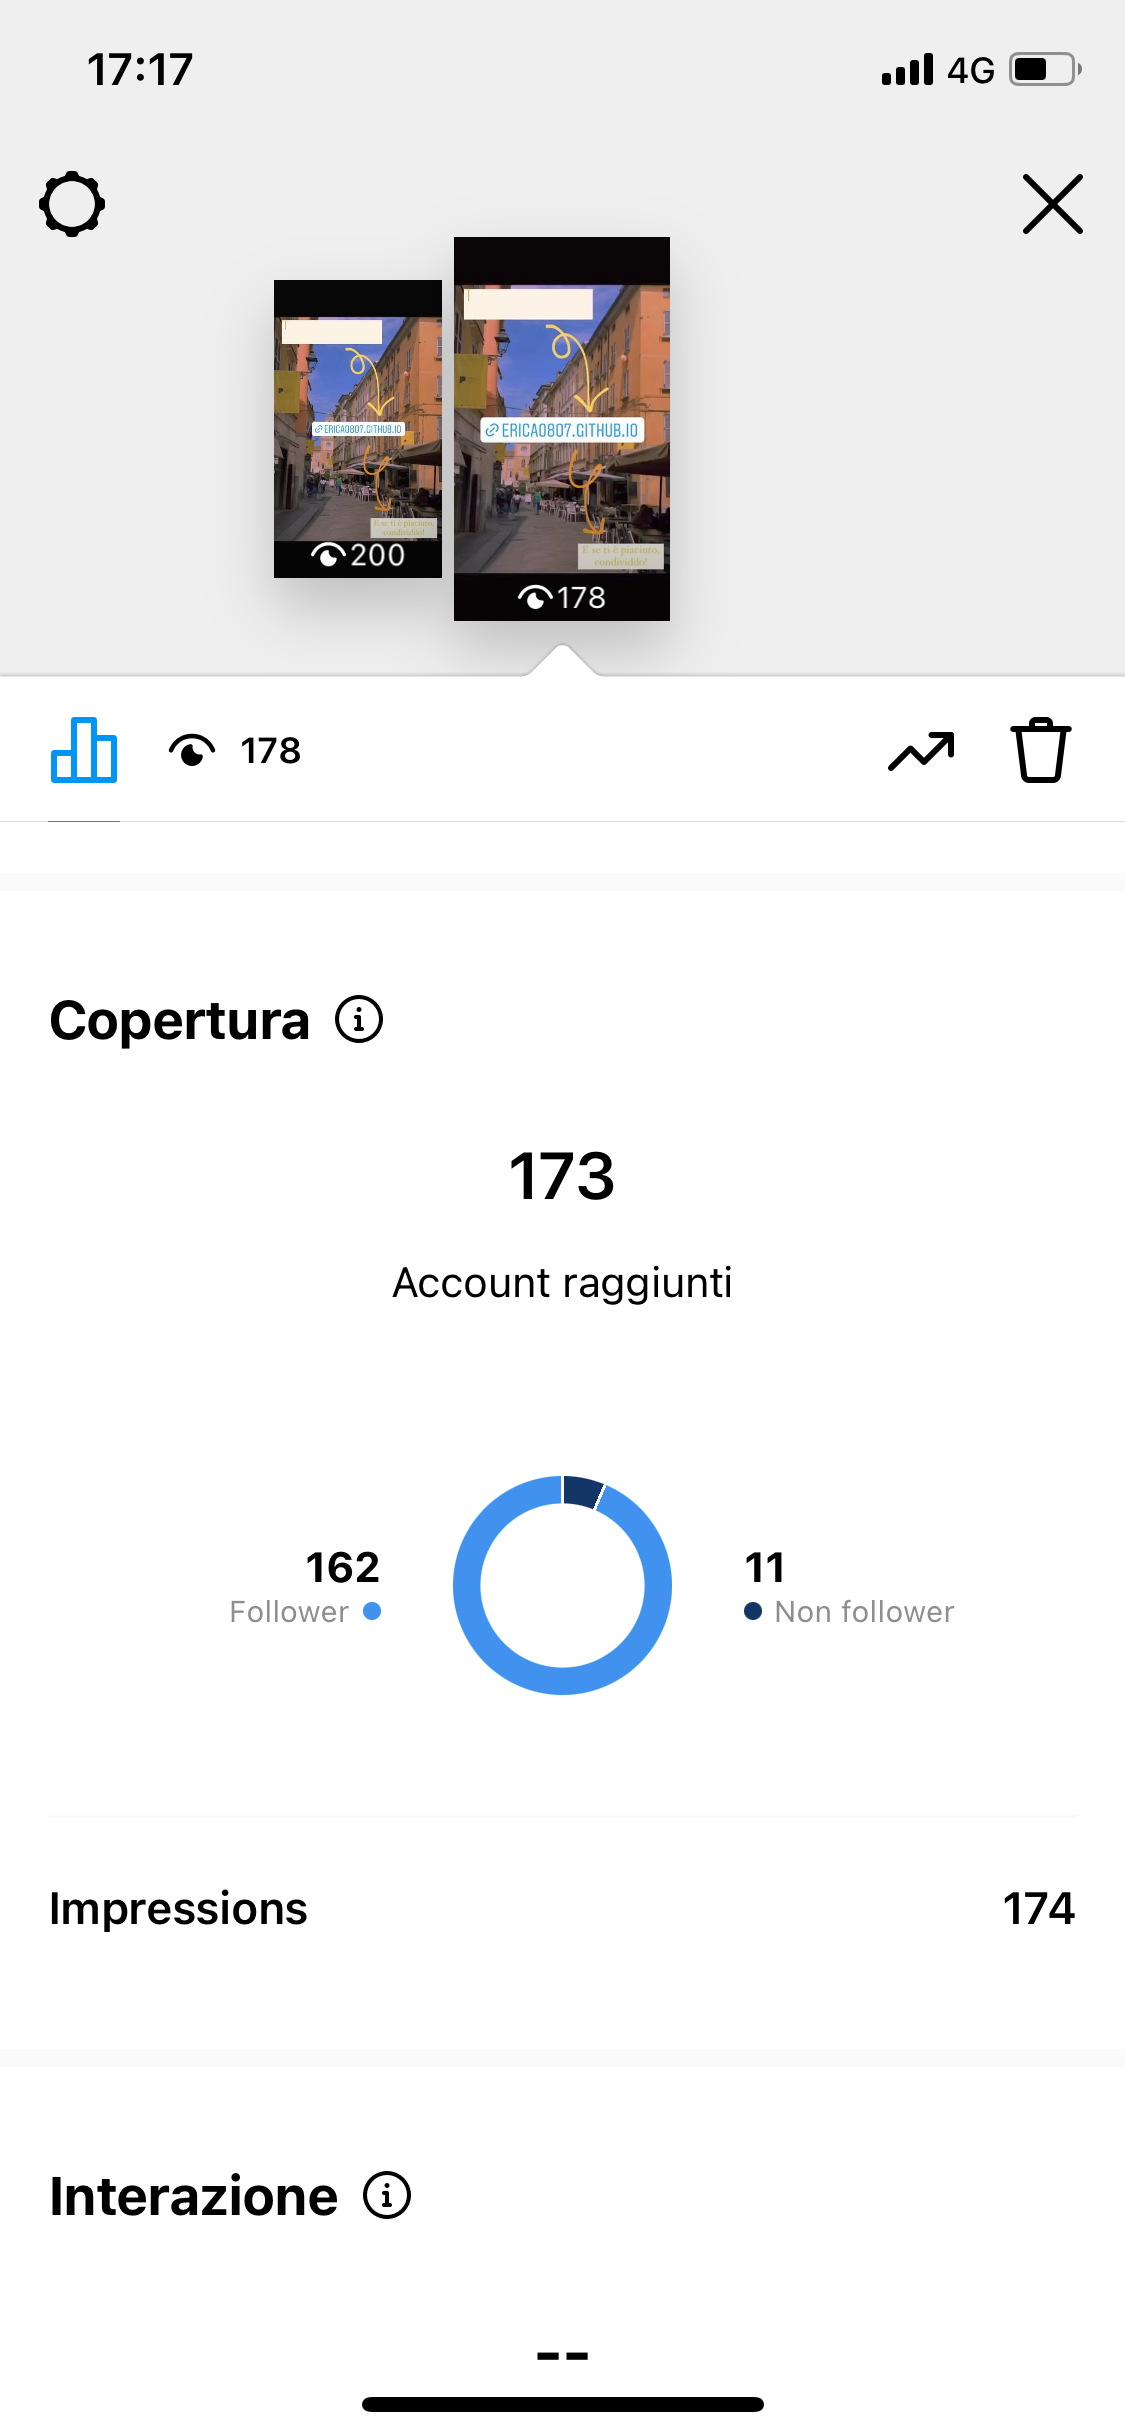 17:17
4G
ERICA0807.GITHUB.IO
E se ti è piaciuto,
condividilo!
200
ERICA0807.GITHUB.IO
E se ti è piaciuto,
condividilo!
178
178
Copertura
173
Account raggiunti
162
Follower
11
Non follower
Impressions
174
Interazione
--